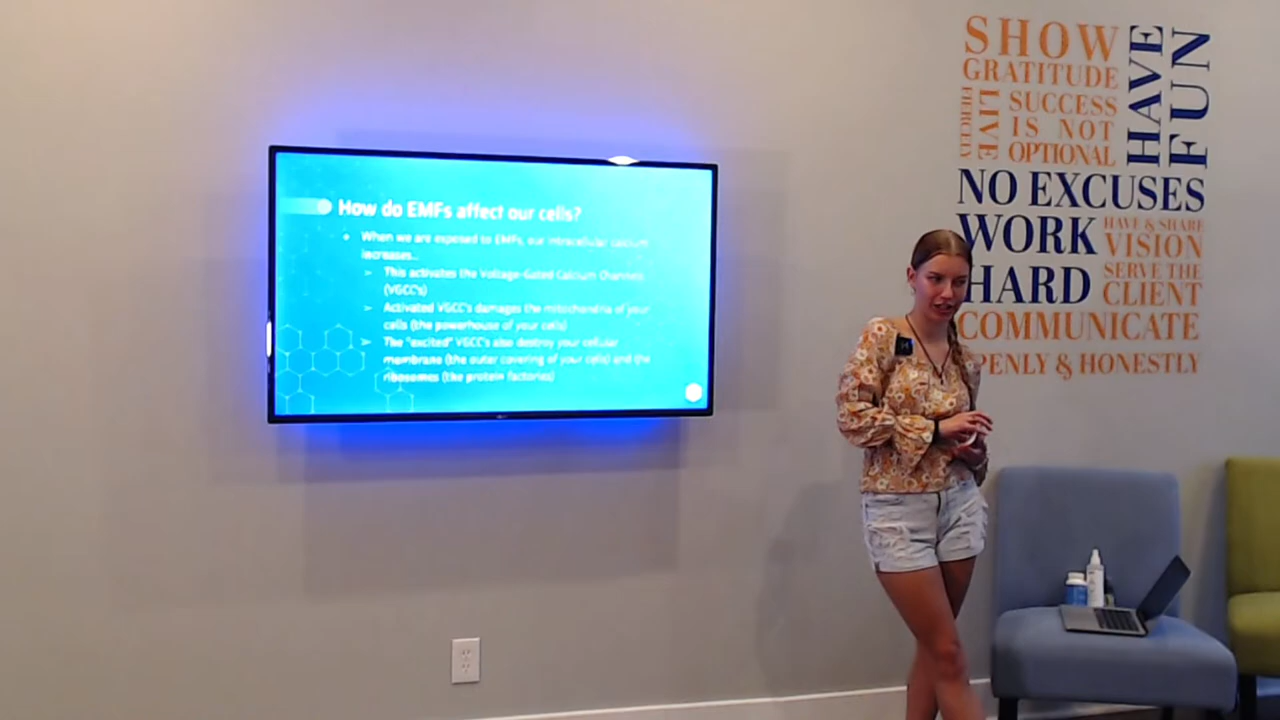 How do EMFs affect our cells?
When we are exposed to EMFs, our intracellular calcium
increases...
This activates the Voltage-Gated Calcium Channels
(VGCC's)
Activated VGCC's damages the mitochondria of your
cells (the powerhouse of your cells)
The "excited" VGCC's also destroy your cellular
membrane (the outer covering of your cells) and the
ribosomes (the protein factories)
SHOW
GRATITUDE
FIERCELY
LIVE
SUCCESS
IS NOT
OPTIONAL
HAVE
FUN
NO EXCUSES
WORK
HARD
HAVE & SHARE
VISION
SERVE THE
CLIENT
COMMUNICATE
PENLY & HONESTLY